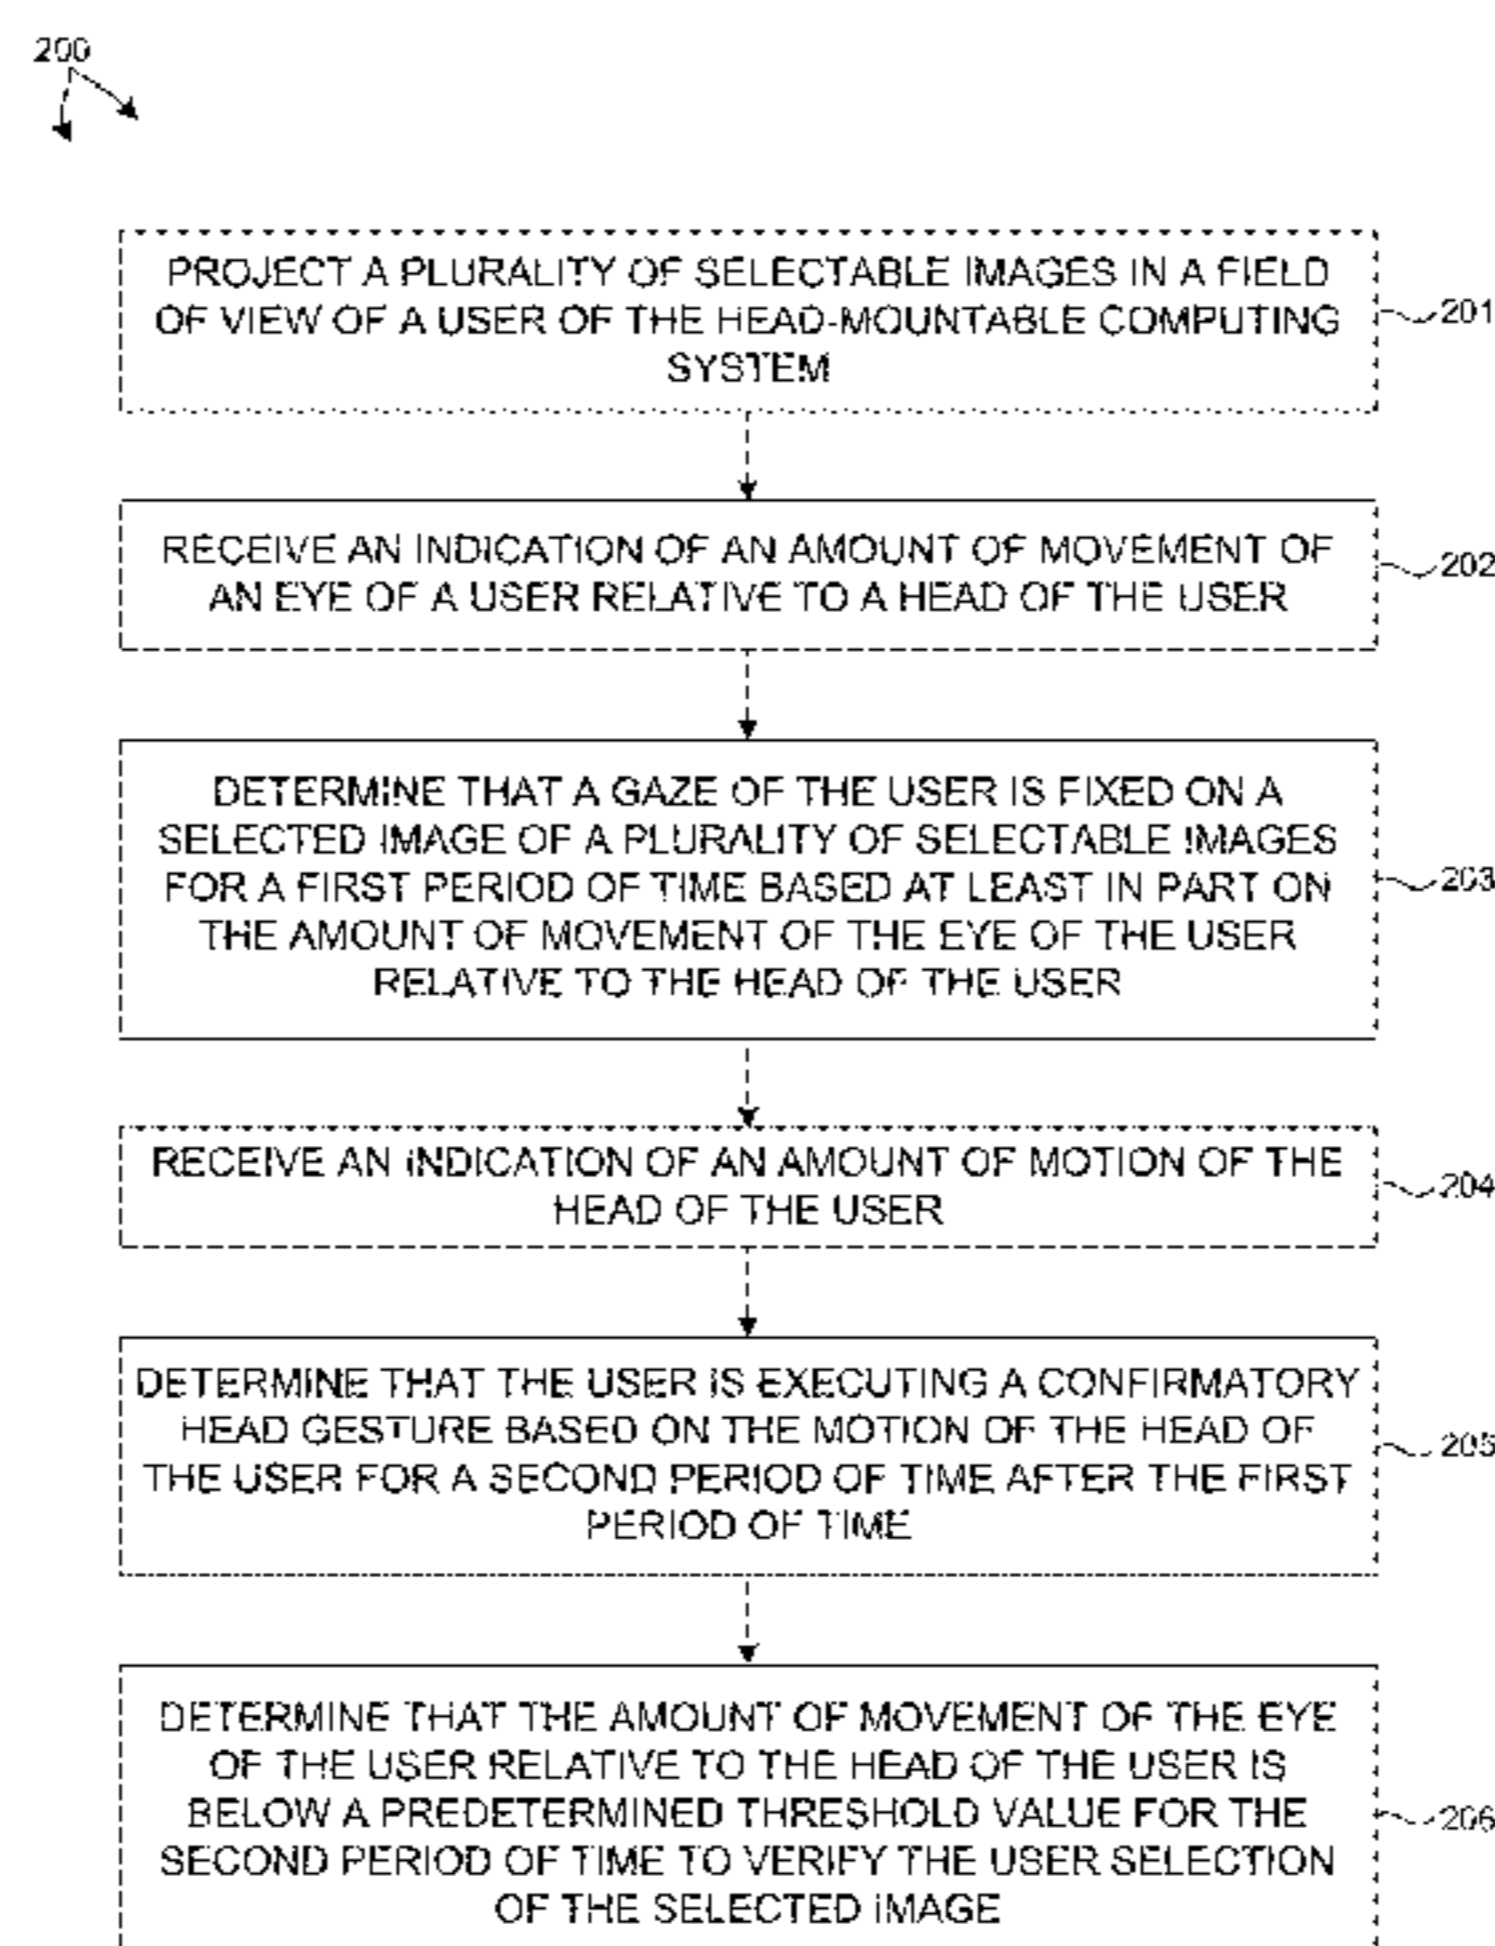 200
PROJECT A PLURALITY OF SELECTABLE IMAGES IN A FIELD
OF VIEW OF A USER OF THE HEAD-MOUNTABLE COMPUTING
SYSTEM
201
RECEIVE AN INDICATION OF AN AMOUNT OF MOVEMENT OF
AN EYE OF A USER RELATIVE TO A HEAD OF THE USER
202
DETERMINE THAT A GAZE OF THE USER IS FIXED ON A
SELECTED IMAGE OF A PLURALITY OF SELECTABLE IMAGES
FOR A FIRST PERIOD OF TIME BASED AT LEAST IN PART ON
THE AMOUNT OF MOVEMENT OF THE EYE OF THE USER
RELATIVE TO THE HEAD OF THE USER
203
RECEIVE AN INDICATION OF AN AMOUNT OF MOTION OF THE
HEAD OF THE USER
204
DETERMINE THAT THE USER IS EXECUTING A CONFIRMATORY
HEAD GESTURE BASED ON THE MOTION OF THE HEAD OF
THE USER FOR A SECOND PERIOD OF TIME AFTER THE FIRST
PERIOD OF TIME
205
DETERMINE THAT THE AMOUNT OF MOVEMENT OF THE EYE
OF THE USER RELATIVE TO THE HEAD OF THE USER IS
BELOW A PREDETERMINED THRESHOLD VALUE FOR THE
SECOND PERIOD OF TIME TO VERIFY THE USER SELECTION
OF THE SELECTED IMAGE
206